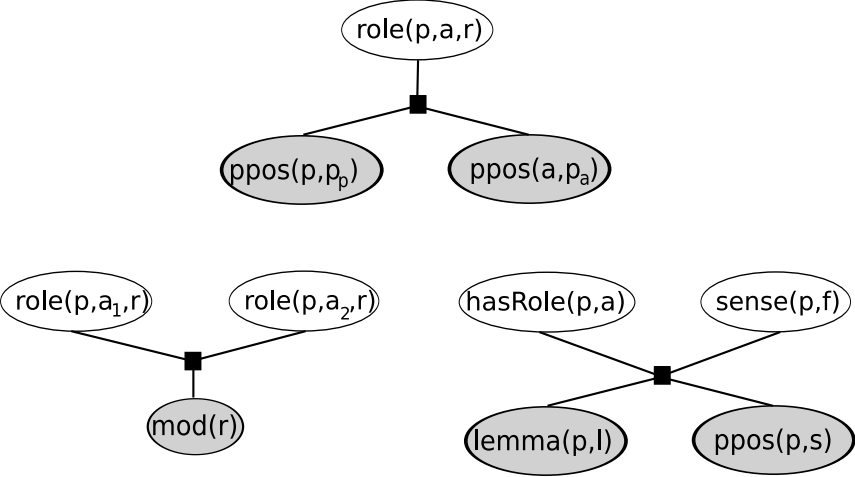 role(p,a,r)
ppos(p,pₚ)
ppos(a,pₐ)
role(p,a₁,r)
role(p,a₂,r)
mod(r)
hasRole(p,a)
sense(p,f)
lemma(p,l)
ppos(p,s)